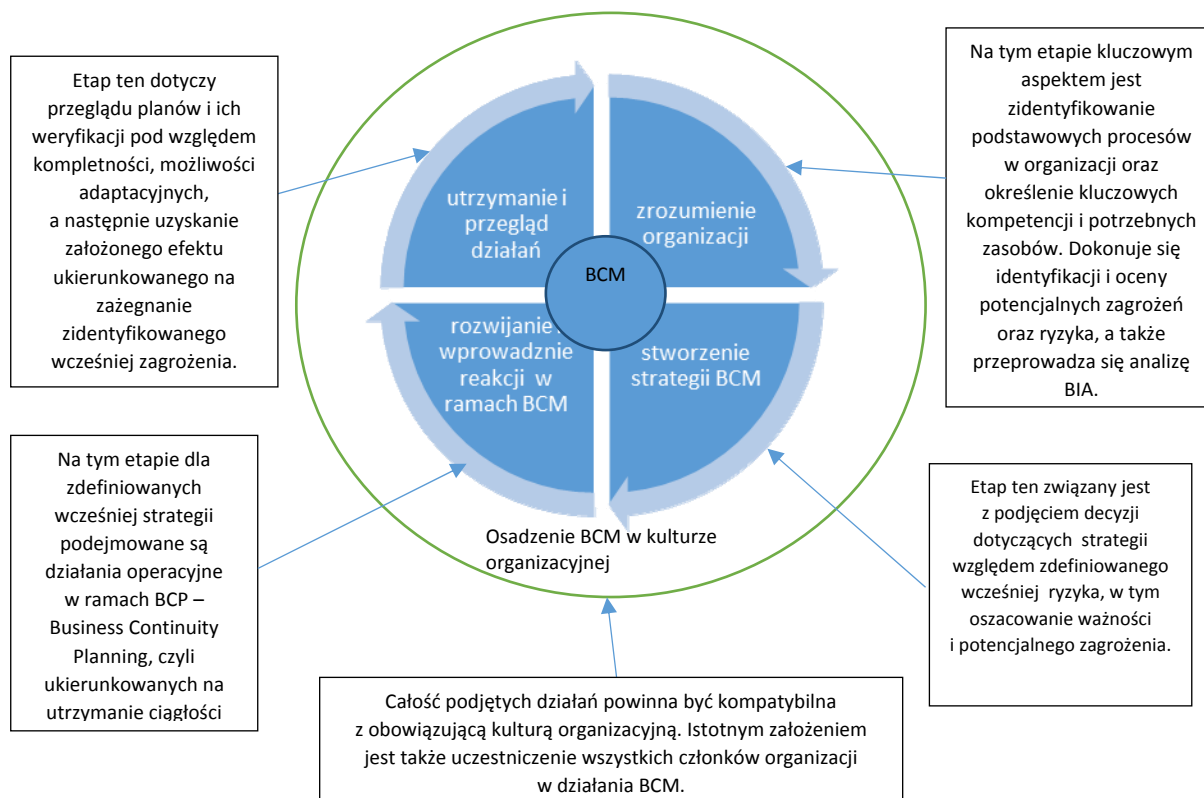 Etap ten dotyczy
przeglądu planów i ich
weryfikacji pod względem
kompletności, możliwości
adaptacyjnych,
a następnie uzyskanie
założonego efektu
ukierunkowanego na
zażegnanie
zidentyfikowanego
wcześniej zagrożenia.
Na tym etapie kluczowym
aspektem jest
zidentyfikowanie
podstawowych procesów
w organizacji oraz
określenie kluczowych
kompetencji i potrzebnych
zasobów. Dokonuje się
identyfikacji i oceny
potencjalnych zagrożeń
oraz ryzyka, a także
przeprowadza się analizę
BIA.
utrzymanie i
przegląd
działań
zrozumienie
organizacji
BCM
rozwijanie i
wprowadznie
reakcji w
ramach BCM
stworzenie
strategii BCM
Osadzenie BCM w kulturze
organizacyjnej
Na tym etapie dla
zdefiniowanych
wcześniej strategii
podejmowane są
działania operacyjne
w ramach BCP –
Business Continuity
Planning, czyli
ukierunkowanych na
utrzymanie ciągłości
Etap ten związany jest
z podjęciem decyzji
dotyczących strategii
względem zdefiniowanego
wcześniej ryzyka, w tym
oszacowanie ważności
i potencjalnego zagrożenia.
Całość podjętych działań powinna być kompatybilna
z obowiązującą kulturą organizacyjną. Istotnym założeniem
jest także uczestniczenie wszystkich członków organizacji
w działania BCM.